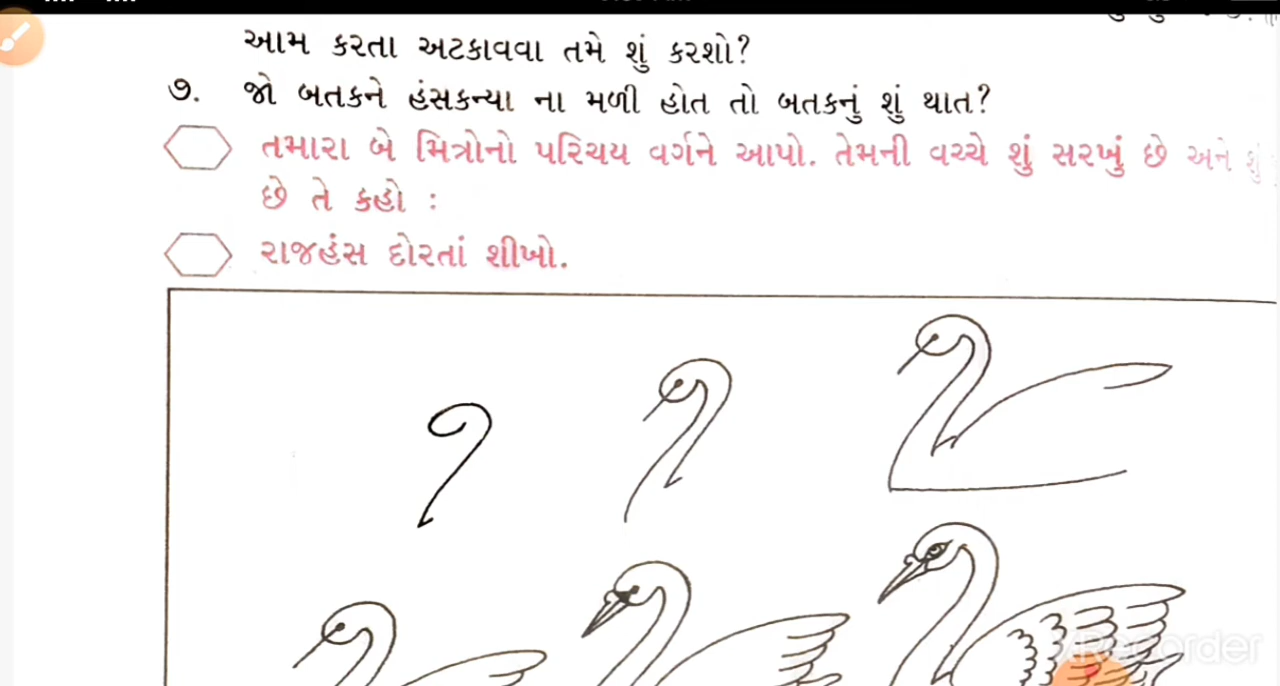 આમ કરતા અટકાવવા તમે શું કરશો?
૭. જો બતકને હંસકન્યા ના મળી હોત તો બતકનું શું થાત?
તમારા બે મિત્રોનો પરિચય વર્ગને આપો. તેમની વચ્ચે શું સરખું છે અને શું
છે તે કહો :
રાજહંસ દોરતાં શીખો.
Recorder